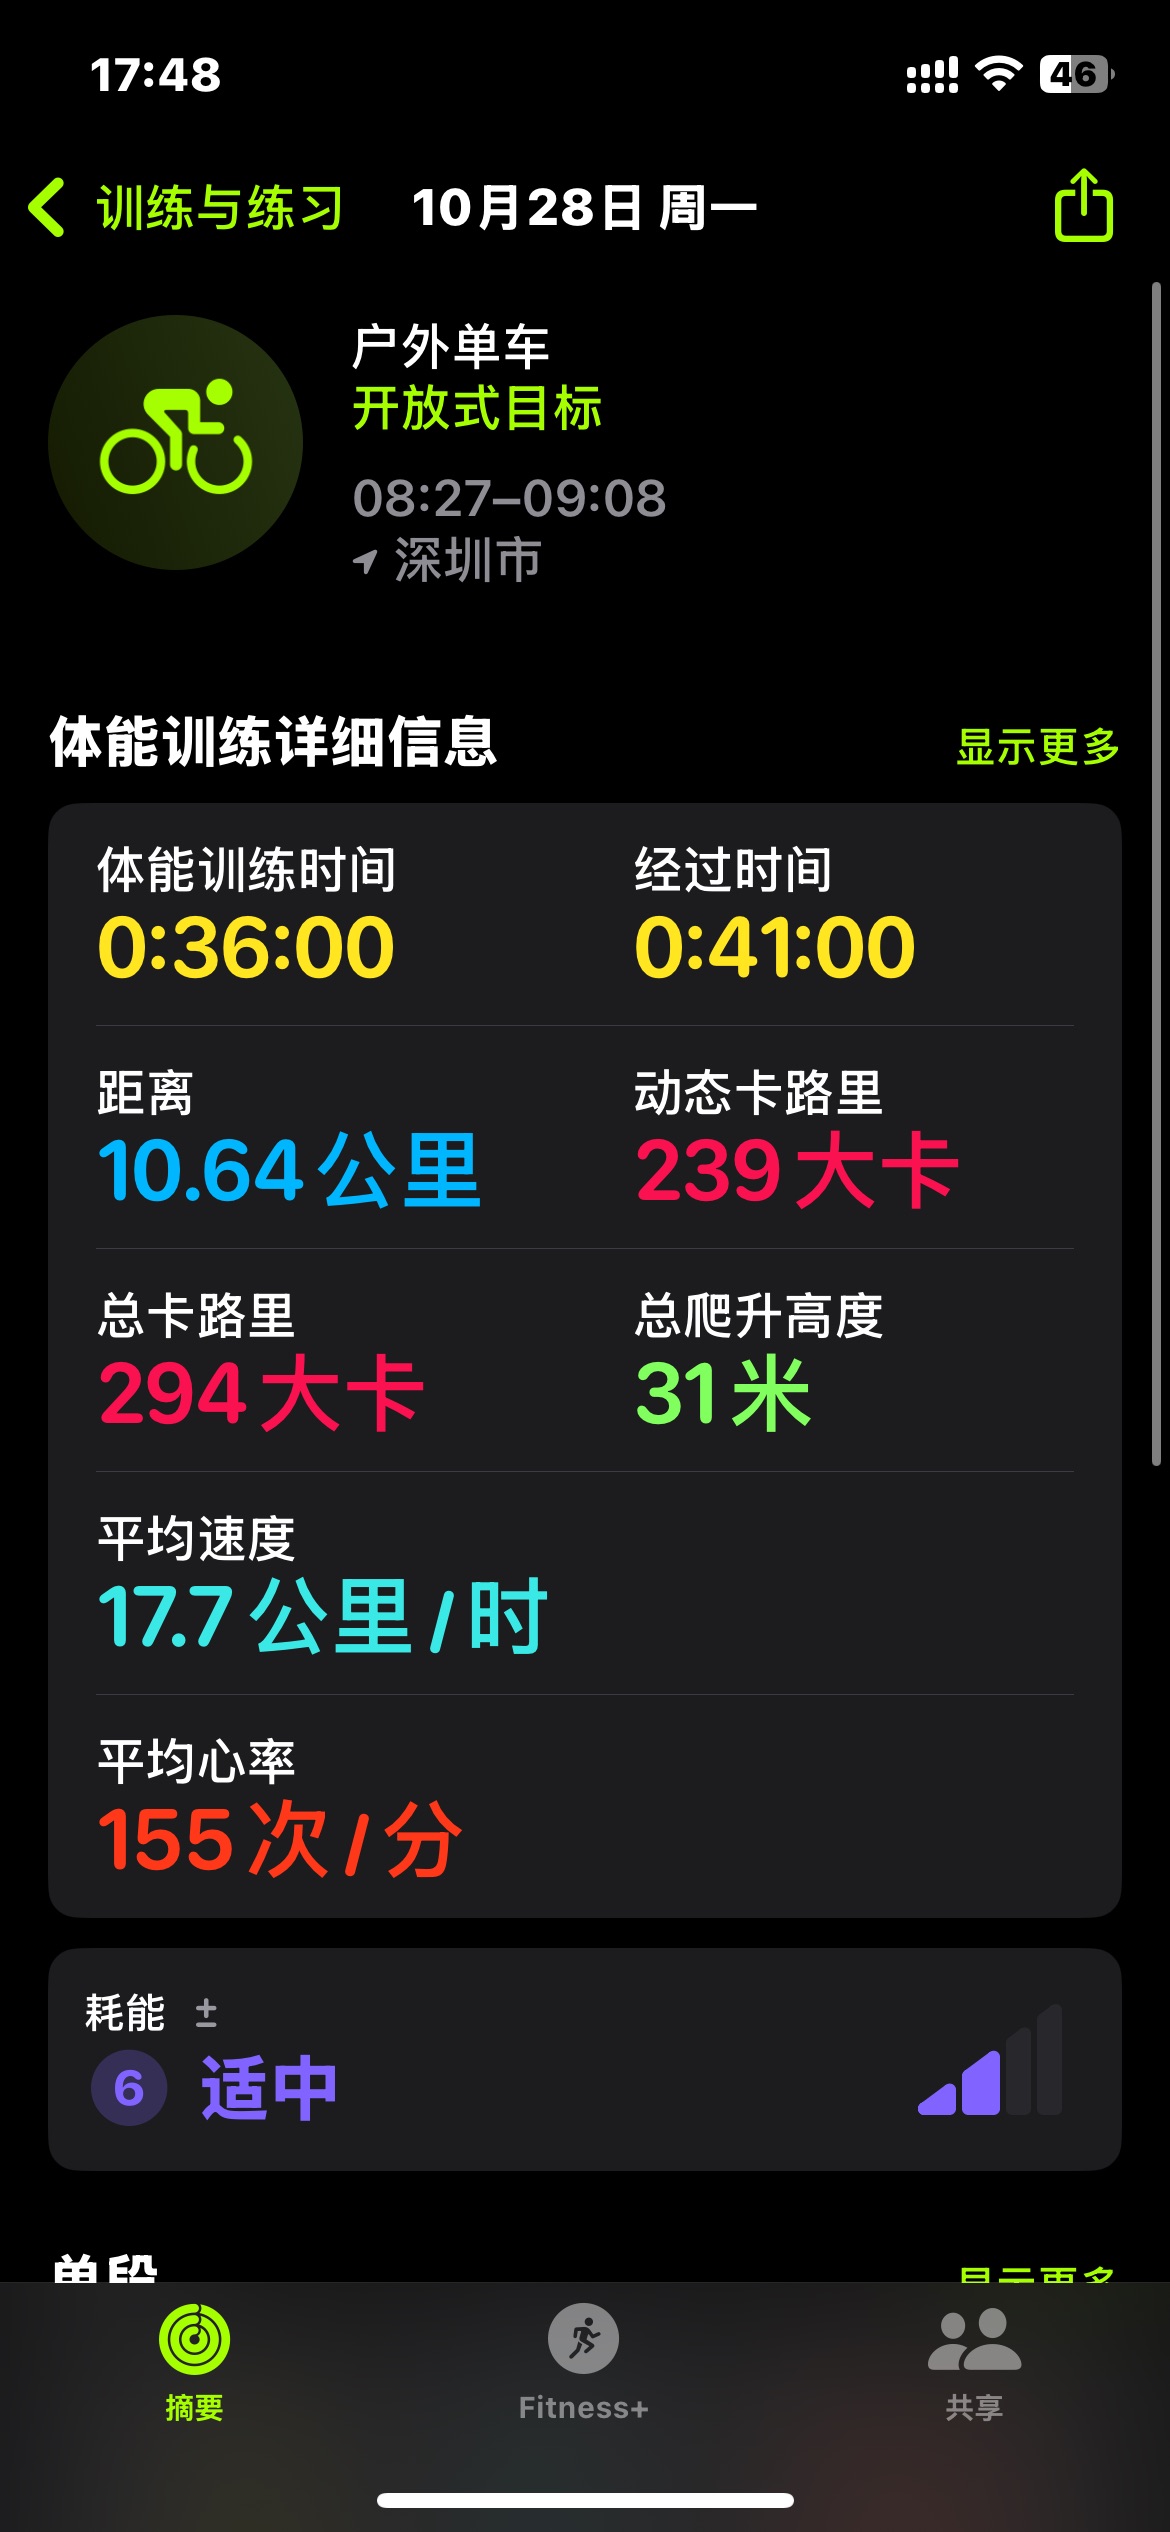 17:48
46
训练与练习
10月28日 周一
户外单车
开放式目标
08:27–09:08
深圳市
体能训练详细信息
显示更多
体能训练时间
经过时间
0:36:00
0:41:00
距离
动态卡路里
10.64公里
239大卡
总卡路里
总爬升高度
294大卡
31米
平均速度
17.7公里/时
平均心率
155次/分
耗能 ±
6 适中
单段
显示更多
摘要
Fitness+
共享